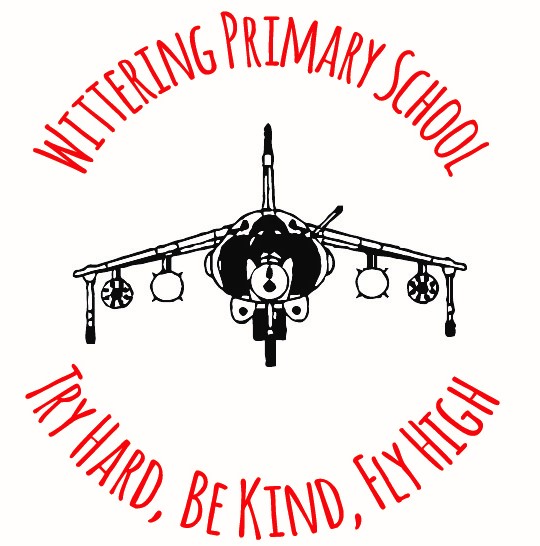 WITTERING PRIMARY SCHOOL
TRY HARD, BE KIND, FLY HIGH